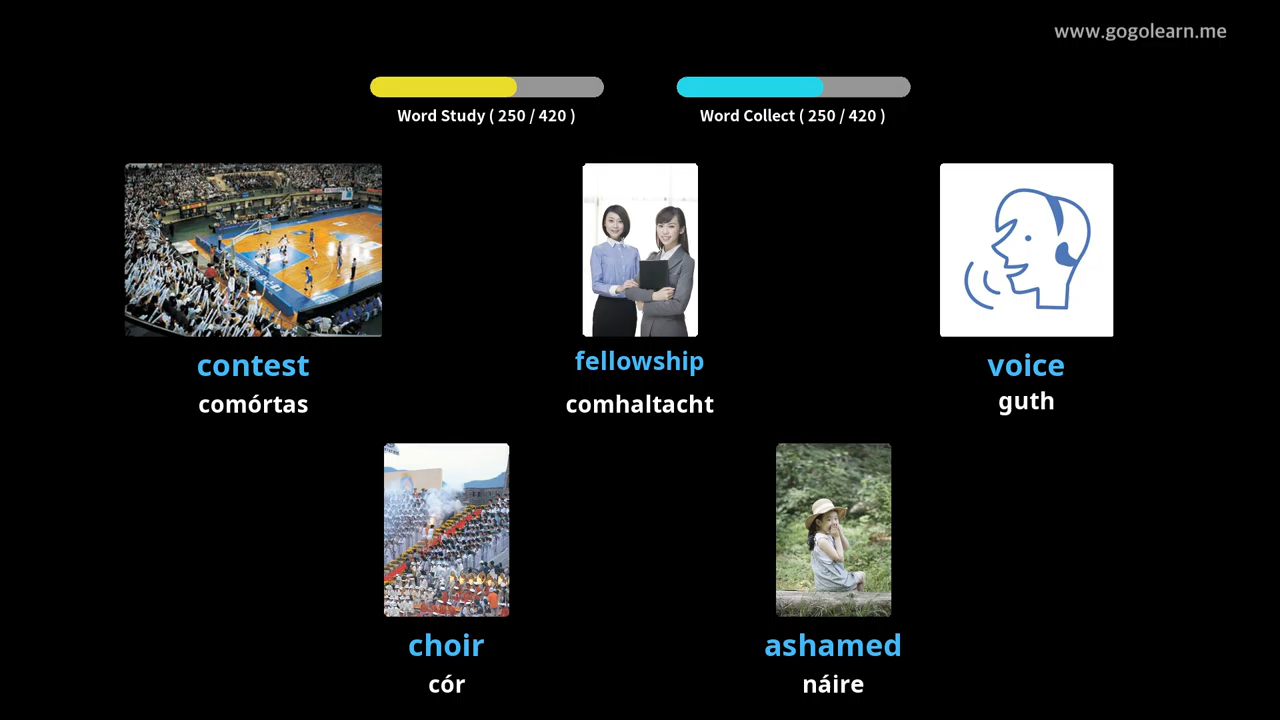 www.gogolearn.me
Word Study ( 250 / 420 )
Word Collect ( 250 / 420 )
contest
comórtas
fellowship
comhaltacht
voice
guth
choir
cór
ashamed
náire